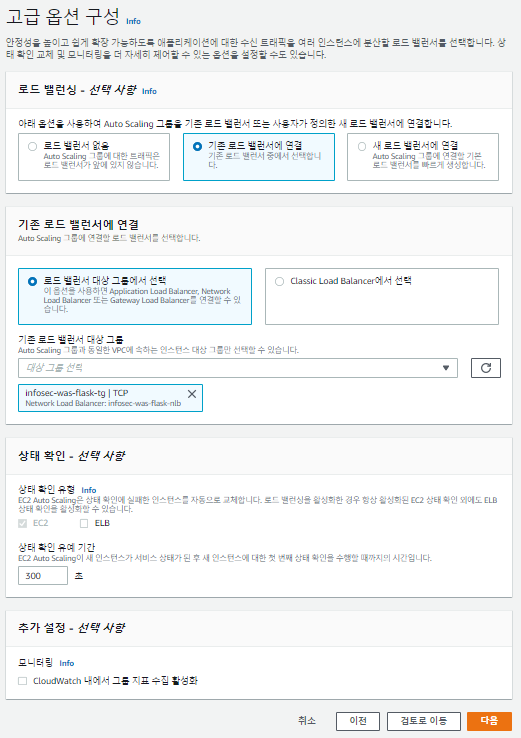 고급 옵션 구성 Info
안정성을 높이고 쉽게 확장 가능하도록 애플리케이션에 대한 수신 트래픽을 여러 인스턴스에 분산할 로드 밸런서를 선택합니다. 상
태 확인 교체 및 모니터링을 더 자세히 제어할 수 있는 옵션을 설정할 수도 있습니다.
로드 밸런싱 - 선택 사항 Info
아래 옵션을 사용하여 Auto Scaling 그룹을 기존 로드 밸런서 또는 사용자가 정의한 새 로드 밸런서에 연결합니다.
로드 밸런서 없음
Auto Scaling 그룹에 대한 트래픽은
로드 밸런서가 앞에 있지 않습니다.
기존 로드 밸런서에 연결
기존 로드 밸런서 중에서 선택합니
다.
새 로드 밸런서에 연결
Auto Scaling 그룹에 연결할 기본
로드 밸런서를 빠르게 생성합니다.
기존 로드 밸런서에 연결
Auto Scaling 그룹에 연결할 로드 밸런서를 선택합니다.
로드 밸런서 대상 그룹에서 선택
이 옵션을 사용하면 Application Load Balancer, Network
Load Balancer 또는 Gateway Load Balancer를 연결할 수 있
습니다.
Classic Load Balancer에서 선택
기존 로드 밸런서 대상 그룹
Auto Scaling 그룹과 동일한 VPC에 속하는 인스턴스 대상 그룹만 선택할 수 있습니다.
대상 그룹 선택
infosec-was-flask-tg | TCP
Network Load Balancer: infosec-was-flask-nlb
상태 확인 - 선택 사항
상태 확인 유형 Info
EC2 Auto Scaling은 상태 확인에 실패한 인스턴스를 자동으로 교체합니다. 로드 밸런싱을 활성화한 경우 항상 활성화된 EC2 상태 확인 외에도 ELB
상태 확인을 활성화할 수 있습니다.
EC2 ELB
상태 확인 유예 기간
EC2 Auto Scaling이 새 인스턴스가 서비스 상태가 된 후 새 인스턴스에 대한 첫 번째 상태 확인을 수행할 때까지의 시간입니다.
300 초
추가 설정 - 선택 사항
모니터링 Info
CloudWatch 내에서 그룹 지표 수집 활성화
취소 이전 검토로 이동 다음